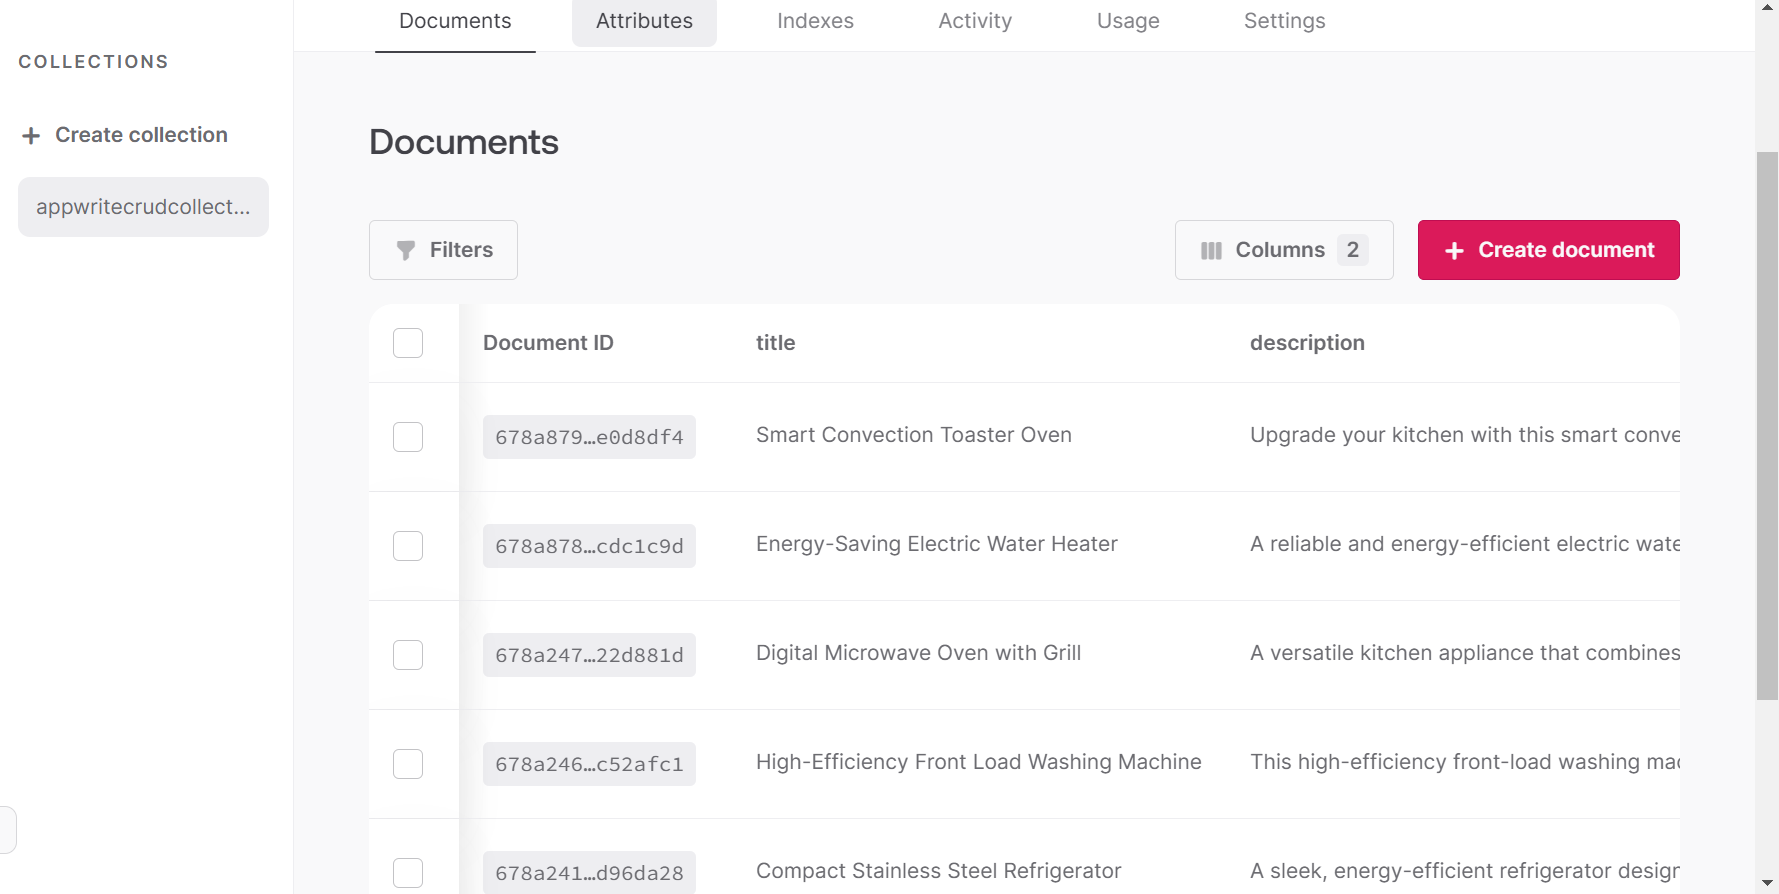 Documents Attributes Indexes Activity Usage Settings
COLLECTIONS
Create collection
appwritecrudcollect...
Documents
Filters
Columns 2
Create document
Document ID title description
678a879…e0d8df4 Smart Convection Toaster Oven Upgrade your kitchen with this smart conve
678a878…cdc1c9d Energy-Saving Electric Water Heater A reliable and energy-efficient electric wate
678a247…22d881d Digital Microwave Oven with Grill A versatile kitchen appliance that combines
678a246…c52afc1 High-Efficiency Front Load Washing Machine This high-efficiency front-load washing mac
678a241…d96da28 Compact Stainless Steel Refrigerator A sleek, energy-efficient refrigerator design